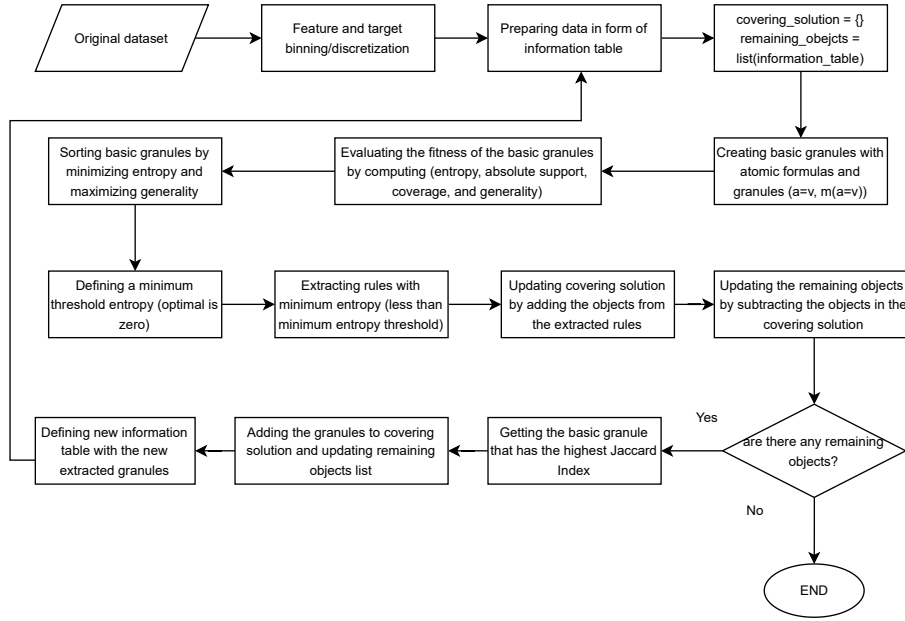 Original dataset
Feature and target
binning/discretization
Preparing data in form of
information table
covering_solution = {}
remaining_obejcts =
list(information_table)
Sorting basic granules by
minimizing entropy and
maximizing generality
Evaluating the fitness of the basic granules
by computing (entropy, absolute support,
coverage, and generality)
Creating basic granules with
atomic formulas and
granules (a=v, m(a=v))
Defining a minimum
threshold entropy (optimal is
zero)
Extracting rules with
minimum entropy (less than
minimum entropy threshold)
Updating covering solution
by adding the objects from
the extracted rules
Updating the remaining objects
by subtracting the objects in the
covering solution
Defining new information
table with the new
extracted granules
Adding the granules to covering
solution and updating remaining
objects list
Getting the basic granule
that has the highest Jaccard
Index
Yes
are there any remaining
objects?
No
END